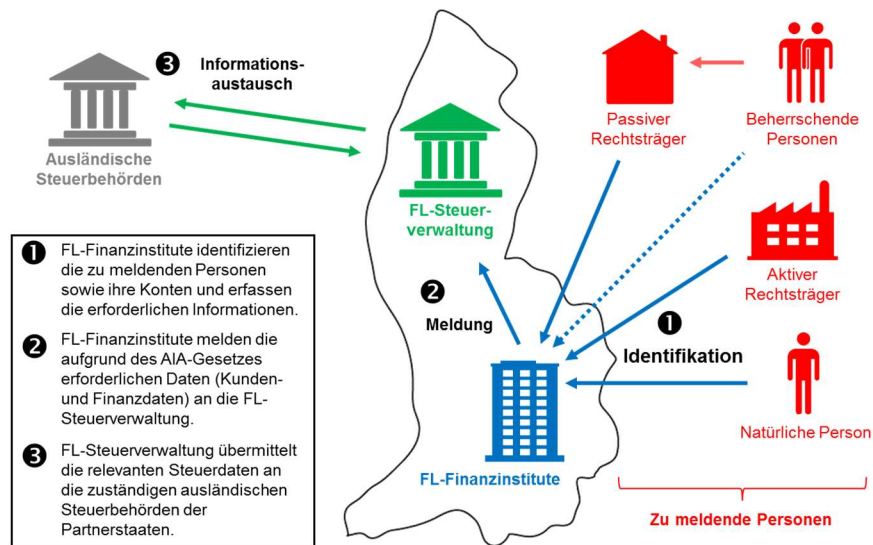 ❸
Informations-
austausch
Ausländische
Steuerbehörden
FL-Steuer-
verwaltung
Passiver
Rechtsträger
Beherrschende
Personen
Aktiver
Rechtsträger
❷
Meldung
❶
Identifikation
Natürliche Person
FL-Finanzinstitute
Zu meldende Personen
❶ FL-Finanzinstitute identifizieren
die zu meldenden Personen
sowie ihre Konten und erfassen
die erforderlichen Informationen.
❷ FL-Finanzinstitute melden die
aufgrund des AIA-Gesetzes
erforderlichen Daten (Kunden-
und Finanzdaten) an die FL-
Steuerverwaltung.
❸ FL-Steuerverwaltung übermittelt
die relevanten Steuerdaten an
die zuständigen ausländischen
Steuerbehörden der
Partnerstaaten.